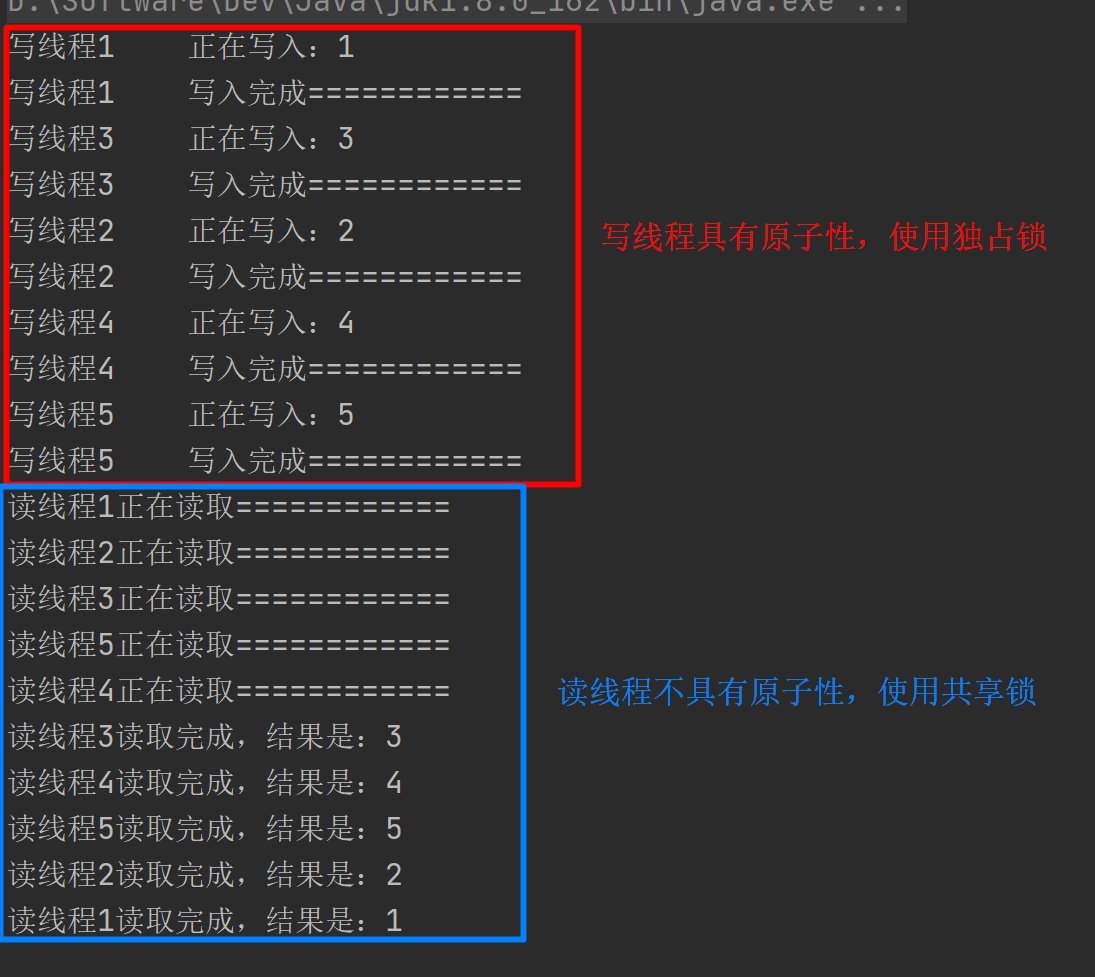 D:\Software\Dev\Java\jdk1.8.0_162\bin\java.exe ...
写线程1	正在写入：1
写线程1	写入完成============
写线程3	正在写入：3
写线程3	写入完成============
写线程2	正在写入：2
写线程2	写入完成============
写线程4	正在写入：4
写线程4	写入完成============
写线程5	正在写入：5
写线程5	写入完成============
写线程具有原子性，使用独占锁
读线程1正在读取============
读线程2正在读取============
读线程3正在读取============
读线程5正在读取============
读线程4正在读取============
读线程3读取完成，结果是：3
读线程4读取完成，结果是：4
读线程5读取完成，结果是：5
读线程2读取完成，结果是：2
读线程1读取完成，结果是：1
读线程不具有原子性，使用共享锁